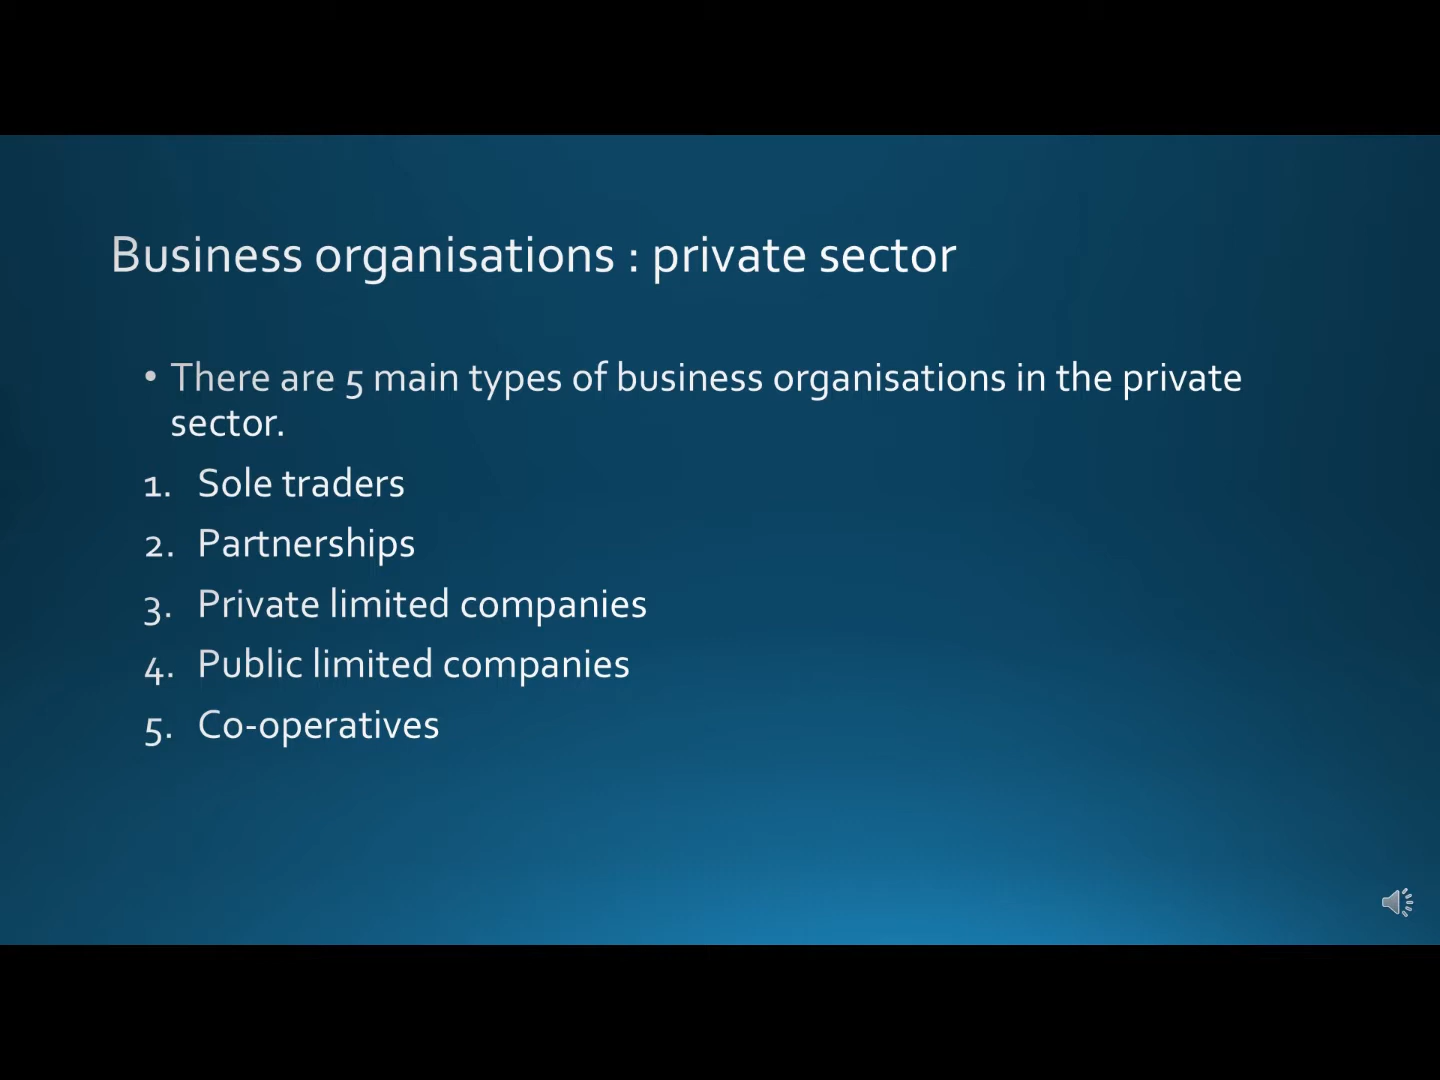 Business organisations : private sector
• There are 5 main types of business organisations in the private
sector.
1. Sole traders
2. Partnerships
3. Private limited companies
4. Public limited companies
5. Co-operatives